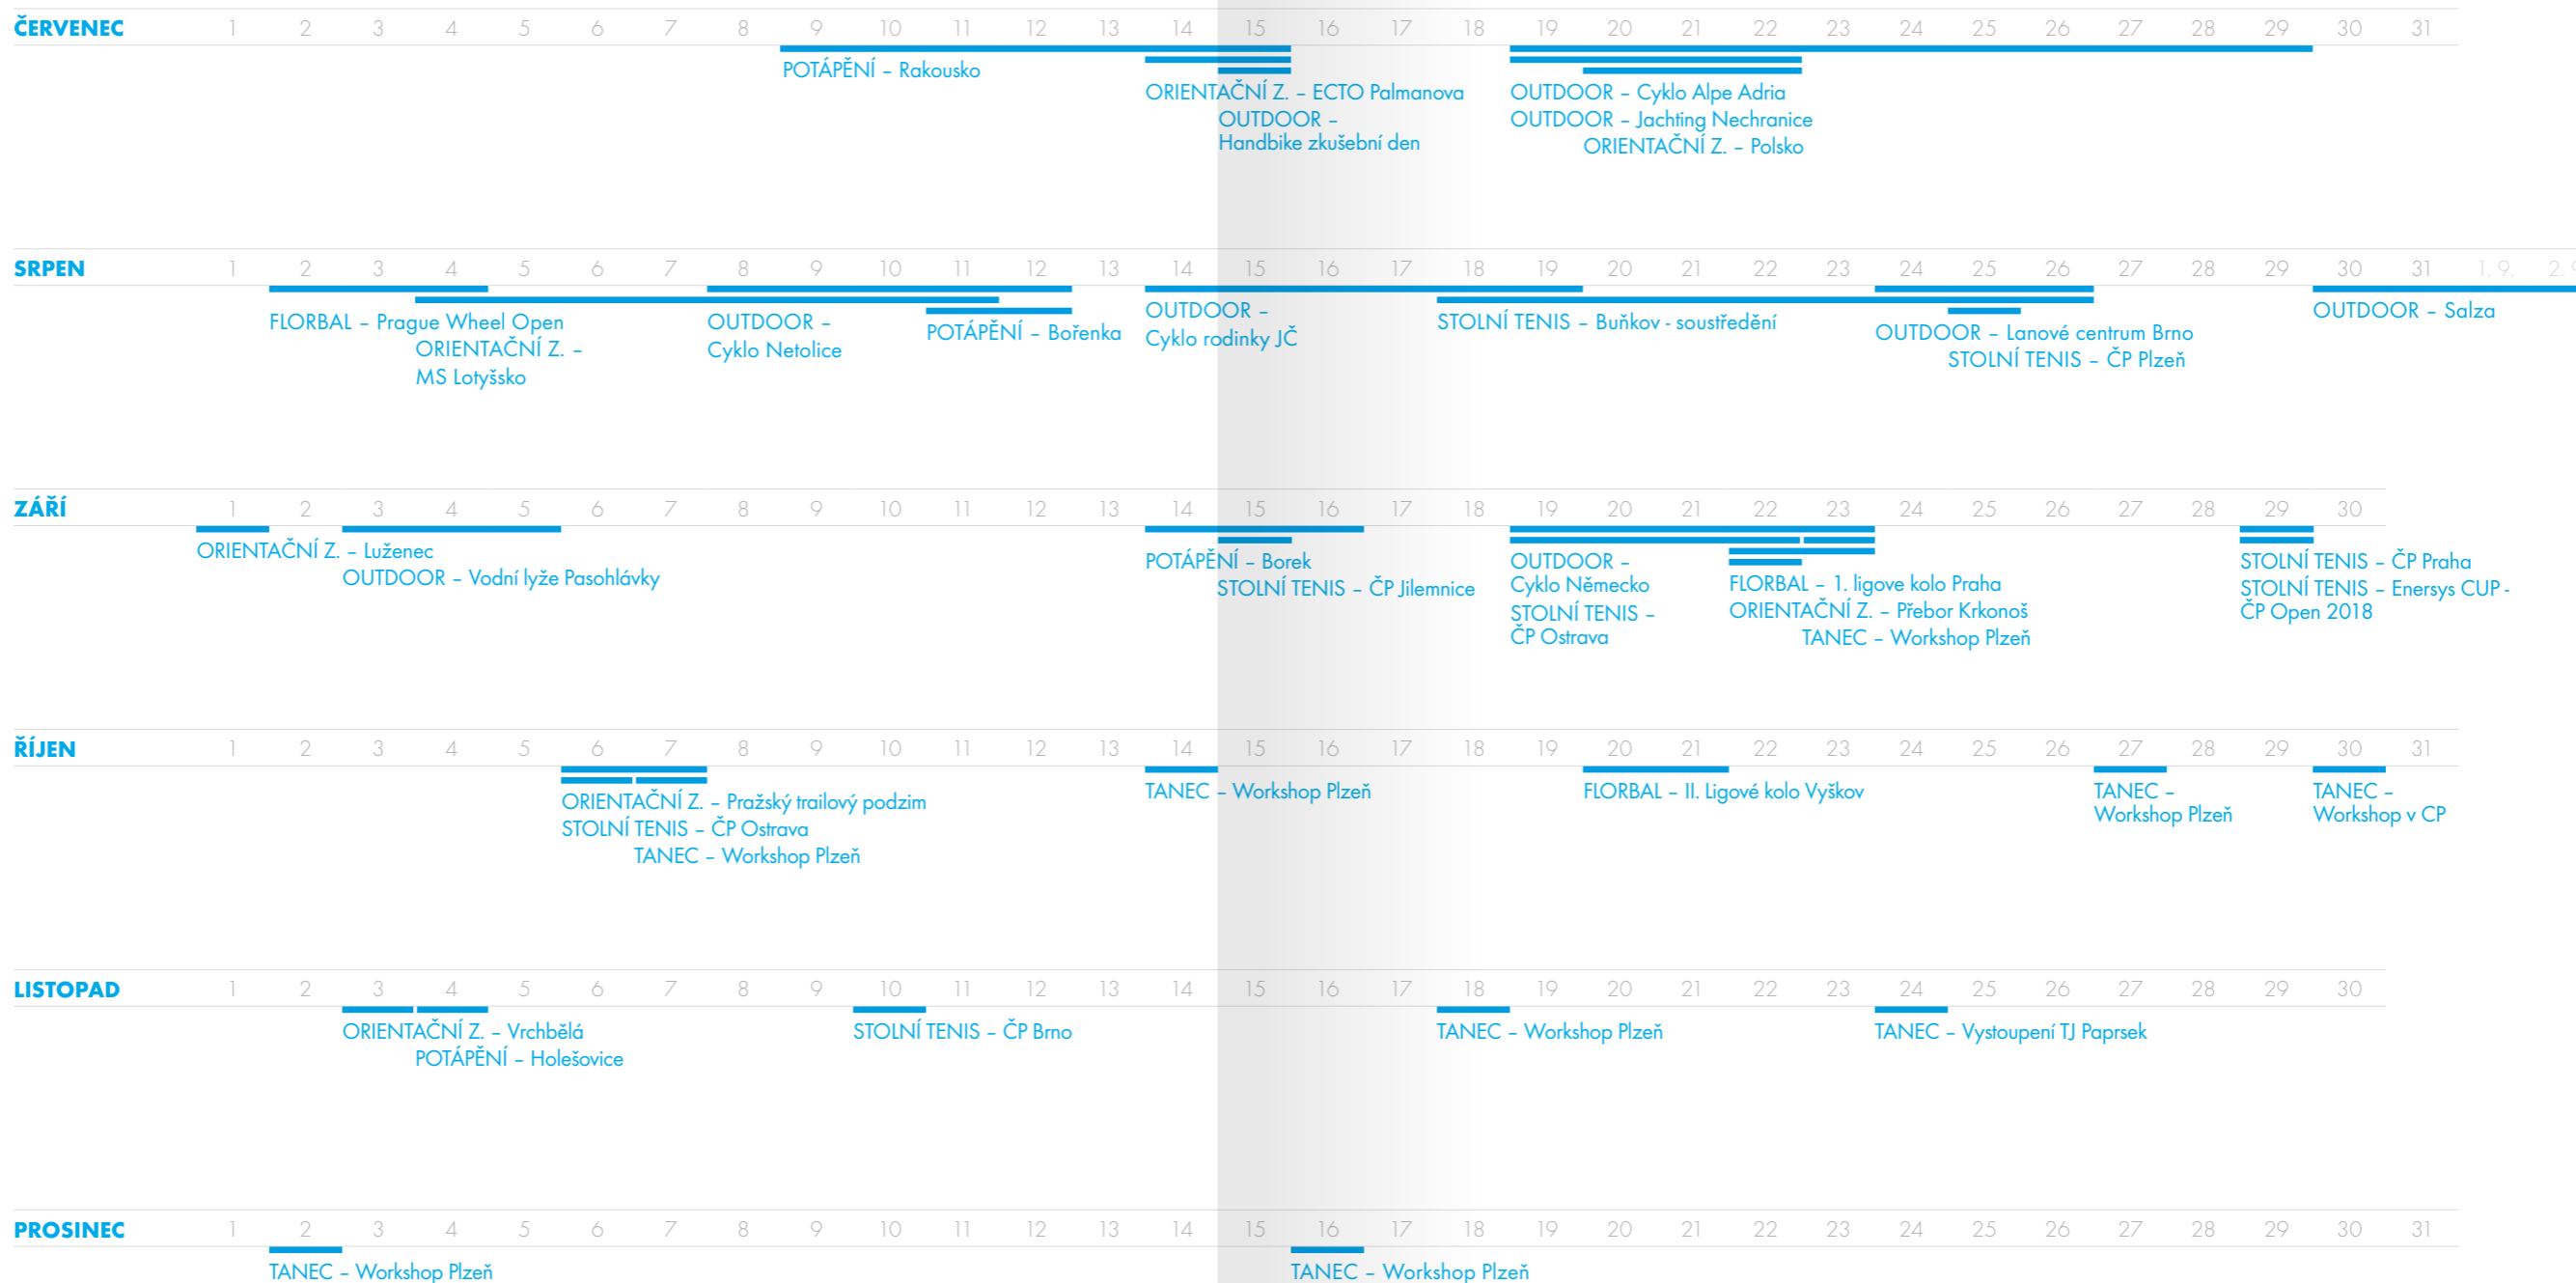 ČERVENEC 1 2 3 4 5 6 7 8 9 10 11 12 13 14 15 16 17 18 19 20 21 22 23 24 25 26 27 28 29 30 31
POTÁPĚNÍ – Rakousko
ORIENTAČNÍ Z. – ECTO Palmanova
OUTDOOR –
Handbike zkušební den
OUTDOOR – Cyklo Alpe Adria
OUTDOOR – Jachting Nechranice
ORIENTAČNÍ Z. – Polsko
SRPEN 1 2 3 4 5 6 7 8 9 10 11 12 13 14 15 16 17 18 19 20 21 22 23 24 25 26 27 28 29 30 31 1. 9. 2. 9
FLORBAL – Prague Wheel Open
ORIENTAČNÍ Z. –
MS Lotyšsko
OUTDOOR –
Cyklo Netolice
POTÁPĚNÍ – Bořenka
OUTDOOR –
Cyklo rodinky JČ
STOLNÍ TENIS – Buňkov - soustředění
OUTDOOR – Lanové centrum Brno
STOLNÍ TENIS – ČP Plzeň
OUTDOOR – Salza
ZÁŘÍ 1 2 3 4 5 6 7 8 9 10 11 12 13 14 15 16 17 18 19 20 21 22 23 24 25 26 27 28 29 30
ORIENTAČNÍ Z. – Luženec
OUTDOOR – Vodní lyže Pasohlávky
POTÁPĚNÍ – Borek
STOLNÍ TENIS – ČP Jilemnice
OUTDOOR –
Cyklo Německo
STOLNÍ TENIS –
ČP Ostrava
FLORBAL – 1. ligove kolo Praha
ORIENTAČNÍ Z. – Přebor Krkonoš
TANEC – Workshop Plzeň
STOLNÍ TENIS – ČP Praha
STOLNÍ TENIS – Enersys CUP -
ČP Open 2018
ŘÍJEN 1 2 3 4 5 6 7 8 9 10 11 12 13 14 15 16 17 18 19 20 21 22 23 24 25 26 27 28 29 30 31
ORIENTAČNÍ Z. – Pražský trailový podzim
STOLNÍ TENIS – ČP Ostrava
TANEC – Workshop Plzeň
TANEC – Workshop Plzeň
FLORBAL – II. Ligové kolo Vyškov
TANEC –
Workshop Plzeň
TANEC –
Workshop v CP
LISTOPAD 1 2 3 4 5 6 7 8 9 10 11 12 13 14 15 16 17 18 19 20 21 22 23 24 25 26 27 28 29 30
ORIENTAČNÍ Z. – Vrchbělá
POTÁPĚNÍ – Holešovice
STOLNÍ TENIS – ČP Brno
TANEC – Workshop Plzeň
TANEC – Vystoupení TJ Paprsek
PROSINEC 1 2 3 4 5 6 7 8 9 10 11 12 13 14 15 16 17 18 19 20 21 22 23 24 25 26 27 28 29 30 31
TANEC – Workshop Plzeň
TANEC – Workshop Plzeň